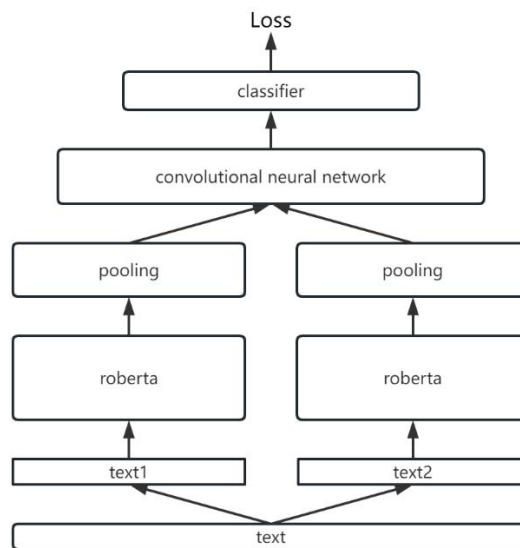 Loss
classifier
convolutional neural network
pooling pooling
roberta roberta
text1 text2
text